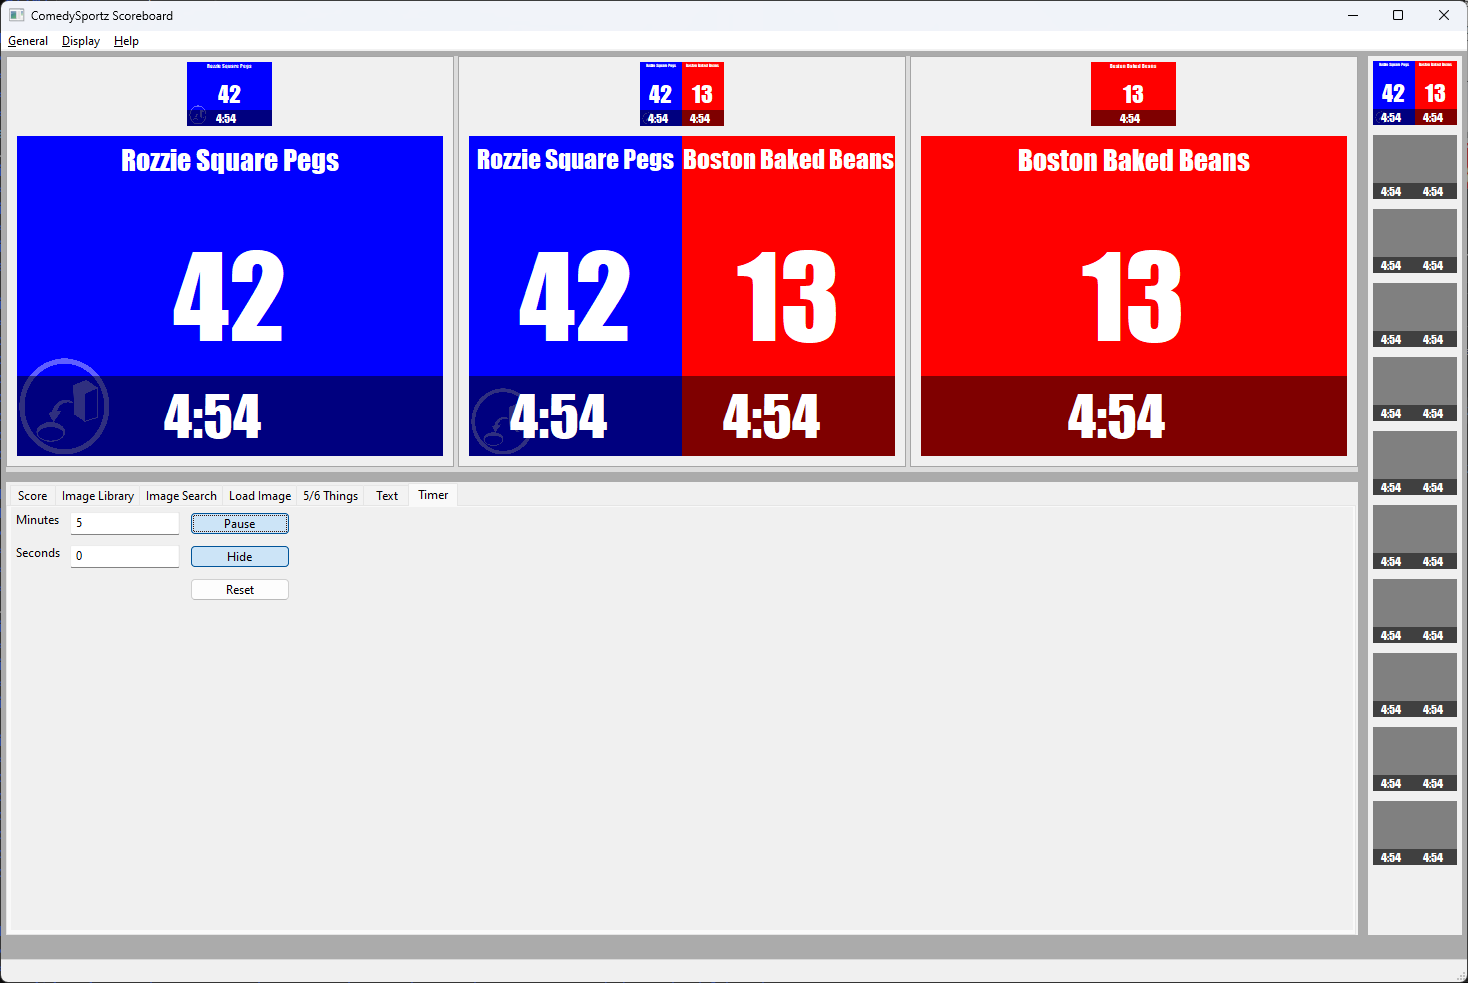 ComedySportz Scoreboard
General Display Help
Rozzie Square Pegs
42
4:54
Rozzie Square Pegs Boston Baked Beans
42 13
4:54 4:54
Boston Baked Beans
13
4:54
Rozzie Square Pegs
42
4:54
Rozzie Square Pegs Boston Baked Beans
42 13
4:54 4:54
Boston Baked Beans
13
4:54
Score Image Library Image Search Load Image 5/6 Things Text Timer
Minutes 5 Pause
Seconds 0 Hide
Reset
Rozzie Square Pegs Boston Baked Beans
42 13
4:54 4:54
4:54 4:54
4:54 4:54
4:54 4:54
4:54 4:54
4:54 4:54
4:54 4:54
4:54 4:54
4:54 4:54
4:54 4:54
4:54 4:54